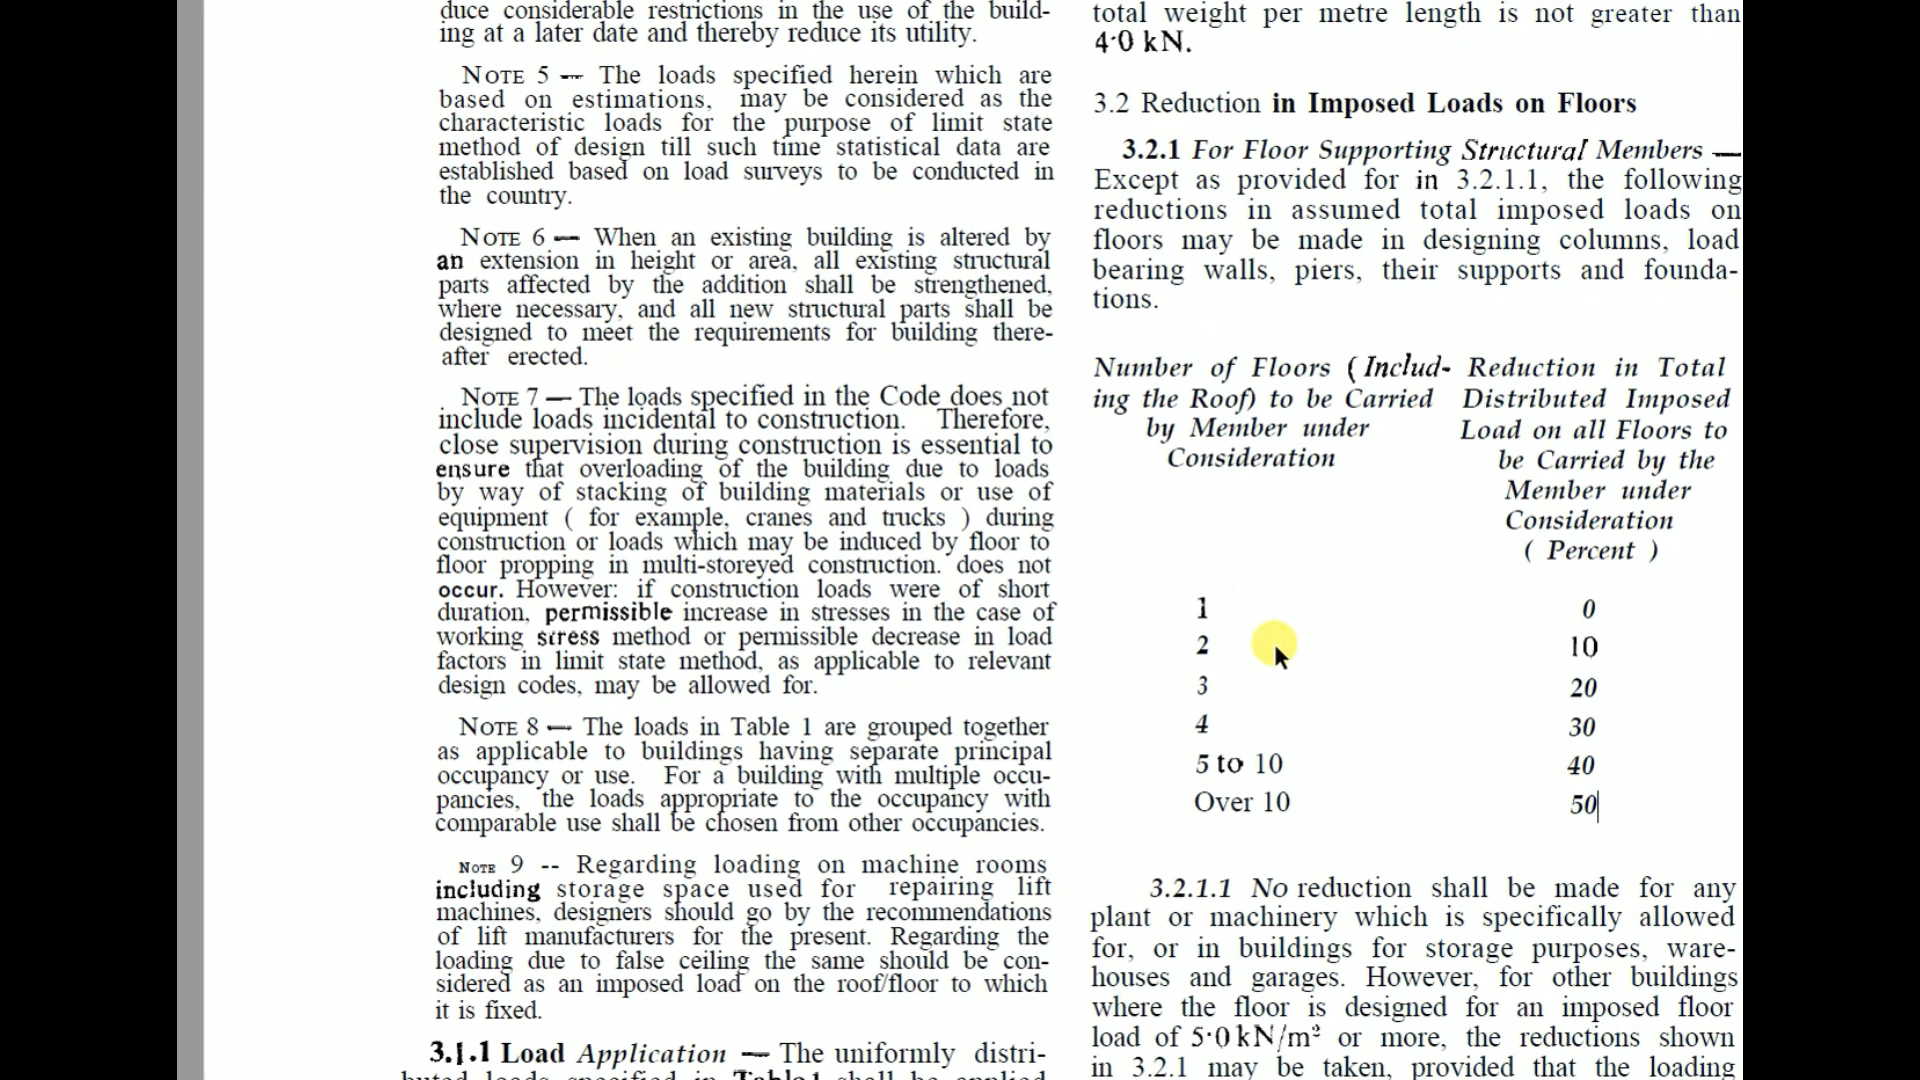 duce considerable restrictions in the use of the build-
ing at a later date and thereby reduce its utility.
NOTE 5 — The loads specified herein which are
based on estimations, may be considered as the
characteristic loads for the purpose of limit state
method of design till such time statistical data are
established based on load surveys to be conducted in
the country.
NOTE 6 — When an existing building is altered by
an extension in height or area, all existing structural
parts affected by the addition shall be strengthened,
where necessary, and all new structural parts shall be
designed to meet the requirements for building there-
after erected.
NOTE 7 — The loads specified in the Code does not
include loads incidental to construction. Therefore,
close supervision during construction is essential to
ensure that overloading of the building due to loads
by way of stacking of building materials or use of
equipment ( for example, cranes and trucks ) during
construction or loads which may be induced by floor to
floor propping in multi-storeyed construction. does not
occur. However: if construction loads were of short
duration, permissible increase in stresses in the case of
working stress method or permissible decrease in load
factors in limit state method, as applicable to relevant
design codes, may be allowed for.
NOTE 8 — The loads in Table 1 are grouped together
as applicable to buildings having separate principal
occupancy or use. For a building with multiple occu-
pancies, the loads appropriate to the occupancy with
comparable use shall be chosen from other occupancies.
NOTE 9 -- Regarding loading on machine rooms
including storage space used for repairing lift
machines, designers should go by the recommendations
of lift manufacturers for the present. Regarding the
loading due to false ceiling the same should be con-
sidered as an imposed load on the roof/floor to which
it is fixed.
3.1.1 Load Application — The uniformly distri-
buted loads specified in Table 1 shall be applied
total weight per metre length is not greater than
4·0 kN.
3.2 Reduction in Imposed Loads on Floors
3.2.1 For Floor Supporting Structural Members —
Except as provided for in 3.2.1.1, the following
reductions in assumed total imposed loads on
floors may be made in designing columns, load
bearing walls, piers, their supports and founda-
tions.
Number of Floors ( Includ- Reduction in Total
ing the Roof) to be Carried Distributed Imposed
by Member under Load on all Floors to
Consideration be Carried by the
Member under
Consideration
( Percent )
1 0
2 10
3 20
4 30
5 to 10 40
Over 10 50
3.2.1.1 No reduction shall be made for any
plant or machinery which is specifically allowed
for, or in buildings for storage purposes, ware-
houses and garages. However, for other buildings
where the floor is designed for an imposed floor
load of 5·0 kN/m² or more, the reductions shown
in 3.2.1 may be taken, provided that the loading